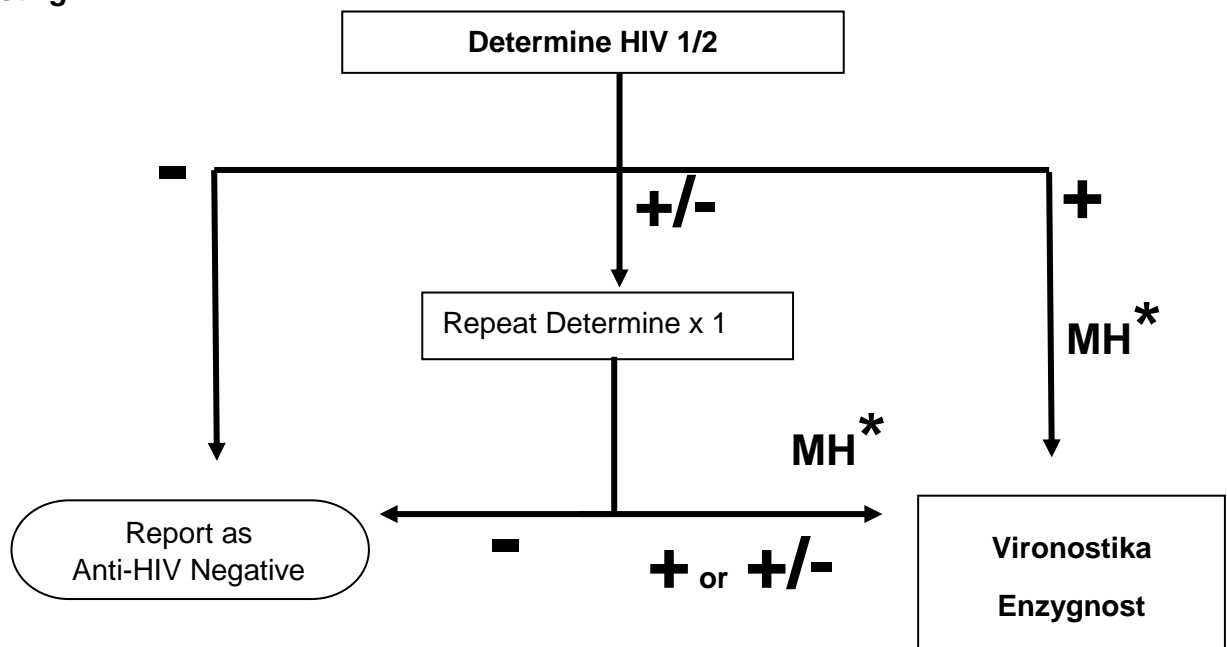 Determine HIV 1/2
-
+/-
+
Repeat Determine x 1
MH*
MH*
Report as
Anti-HIV Negative
-
+ or +/-
Vironostika
Enzygnost